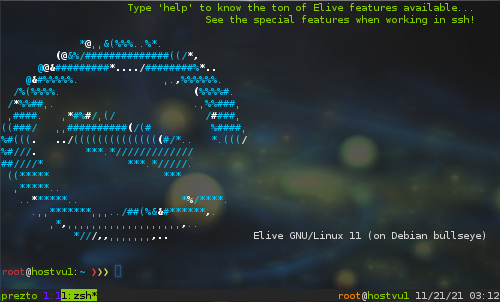 Type 'help' to know the ton of Elive features available...
See the special features when working in ssh!
Elive GNU/Linux 11 (on Debian bullseye)
root@hostvul:~ ❯❯❯
prezto 1:1 1:zsh* root@hostvul 11/21/21 03:12